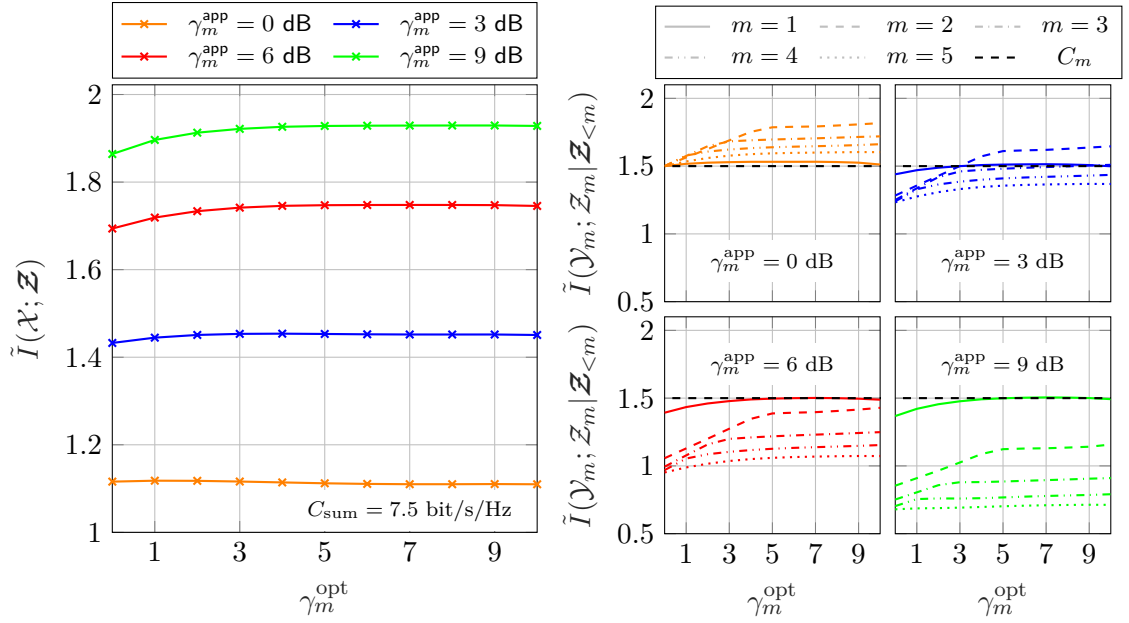 γ_m^app = 0 dB γ_m^app = 3 dB
γ_m^app = 6 dB γ_m^app = 9 dB
Ĩ(𝒳; 𝓩)
2
1.8
1.6
1.4
1.2
1
C_sum = 7.5 bit/s/Hz
1 3 5 7 9
γ_m^opt
m = 1 m = 2 m = 3
m = 4 m = 5 C_m
Ĩ(𝒴_m; 𝒵_m|𝓩_{<m})
2
1.5
1
0.5
γ_m^app = 0 dB
γ_m^app = 3 dB
Ĩ(𝒴_m; 𝒵_m|𝓩_{<m})
2
1.5
1
0.5
γ_m^app = 6 dB
γ_m^app = 9 dB
1 3 5 7 9
1 3 5 7 9
γ_m^opt
γ_m^opt